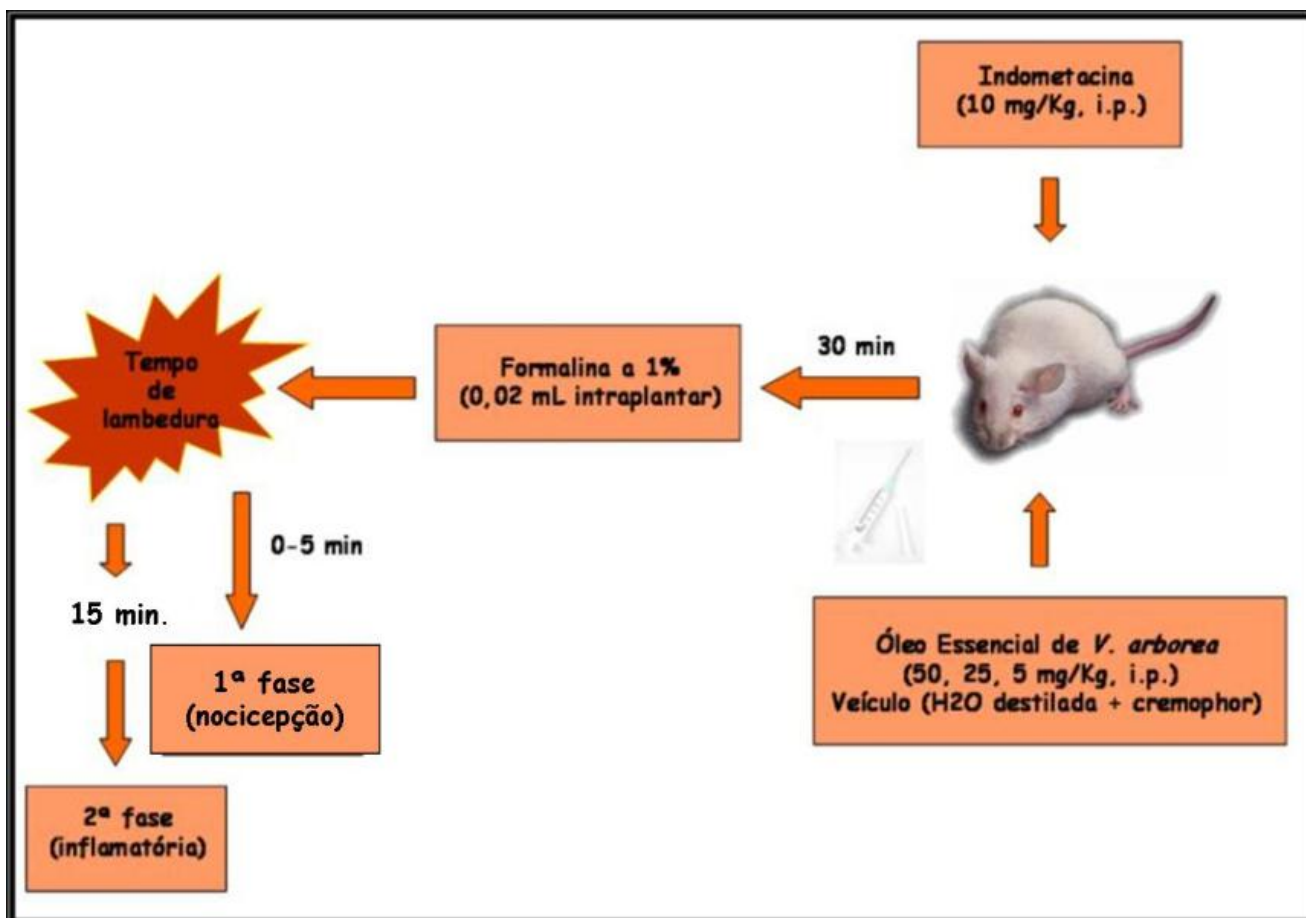 Indometacina
(10 mg/Kg, i.p.)
30 min
Formalina a 1%
(0,02 mL intraplantar)
Tempo
de
lambedura
0-5 min
15 min.
1ª fase
(nocicepção)
2ª fase
(inflamatória)
Óleo Essencial de V. arborea
(50, 25, 5 mg/Kg, i.p.)
Veículo (H2O destilada + cremophor)